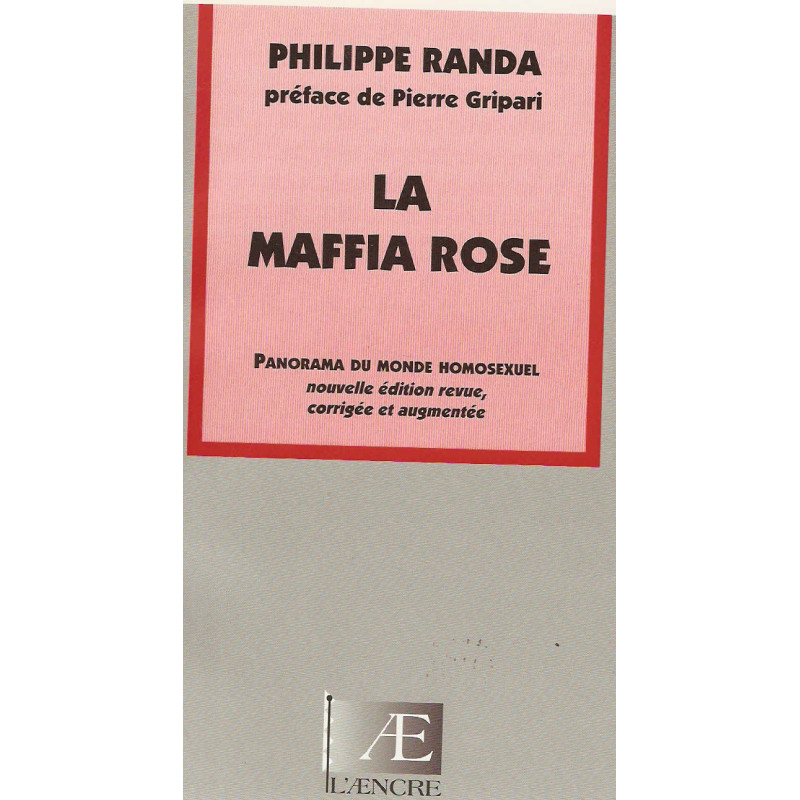 PHILIPPE RANDA
préface de Pierre Gripari
LA
MAFFIA ROSE
PANORAMA DU MONDE HOMOSEXUEL
nouvelle édition revue,
corrigée et augmentée
Æ
L'ÆNCRE